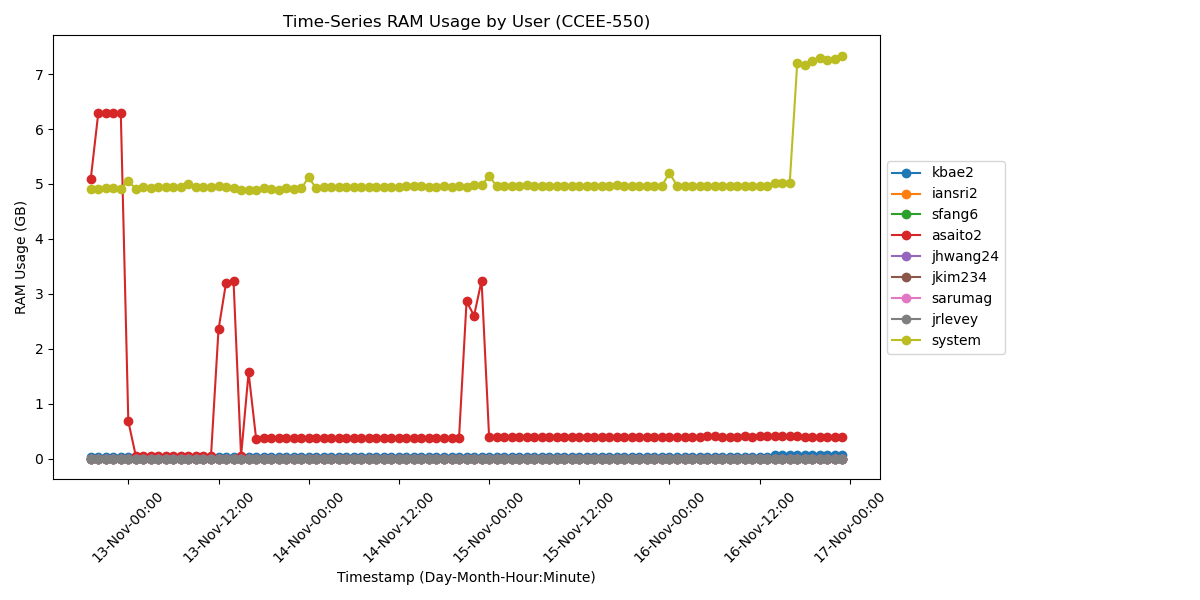 Time-Series RAM Usage by User (CCEE-550)
RAM Usage (GB)
7
6
5
4
3
2
1
0
13-Nov-00:00
13-Nov-12:00
14-Nov-00:00
14-Nov-12:00
15-Nov-00:00
15-Nov-12:00
16-Nov-00:00
16-Nov-12:00
17-Nov-00:00
Timestamp (Day-Month-Hour:Minute)
kbae2
iansri2
sfang6
asaito2
jhwang24
jkim234
sarumag
jrlevey
system